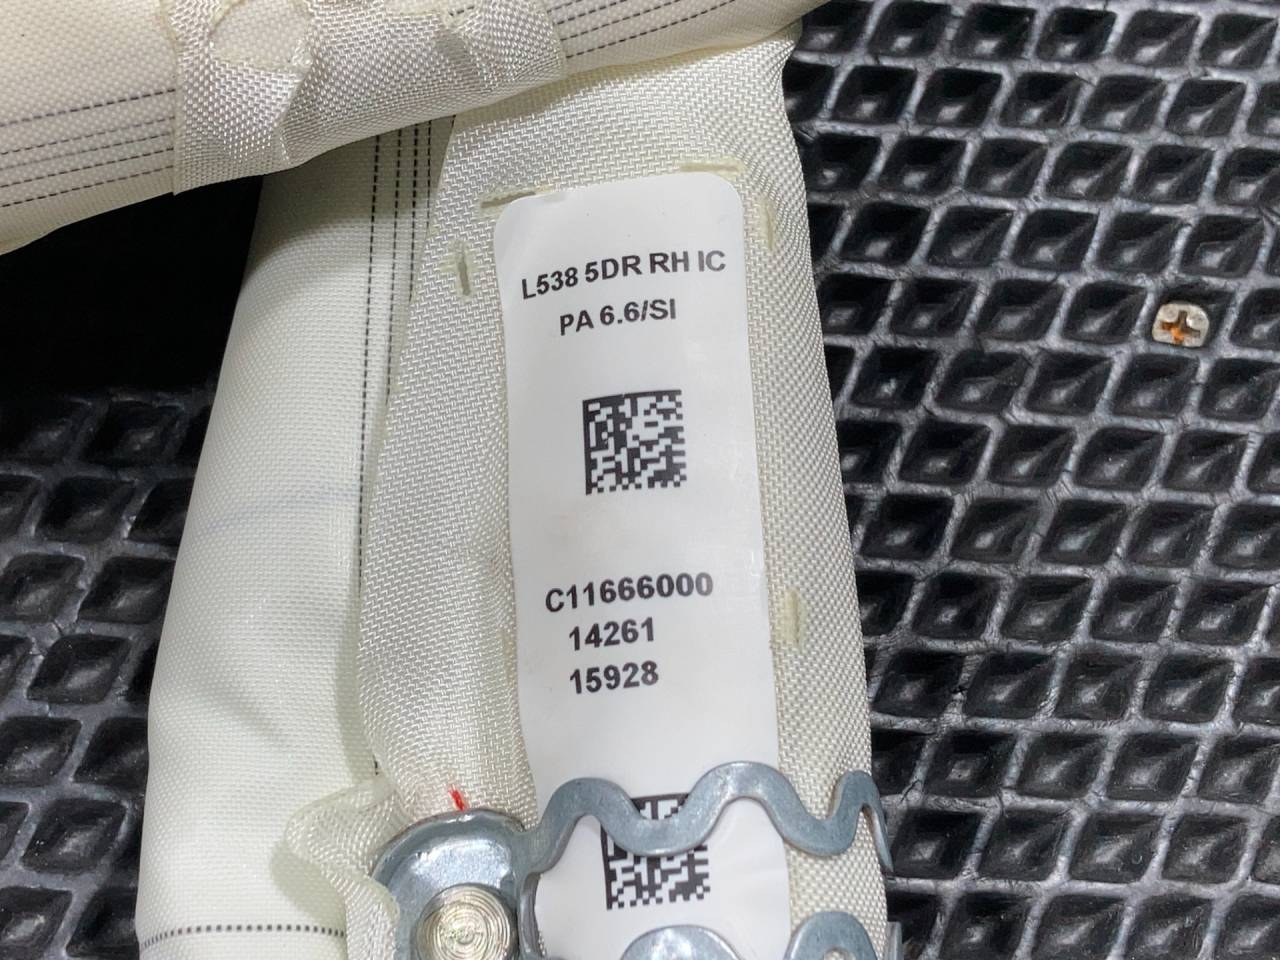 L538 5DR RH IC
PA 6.6/SI
C11666000
14261
15928